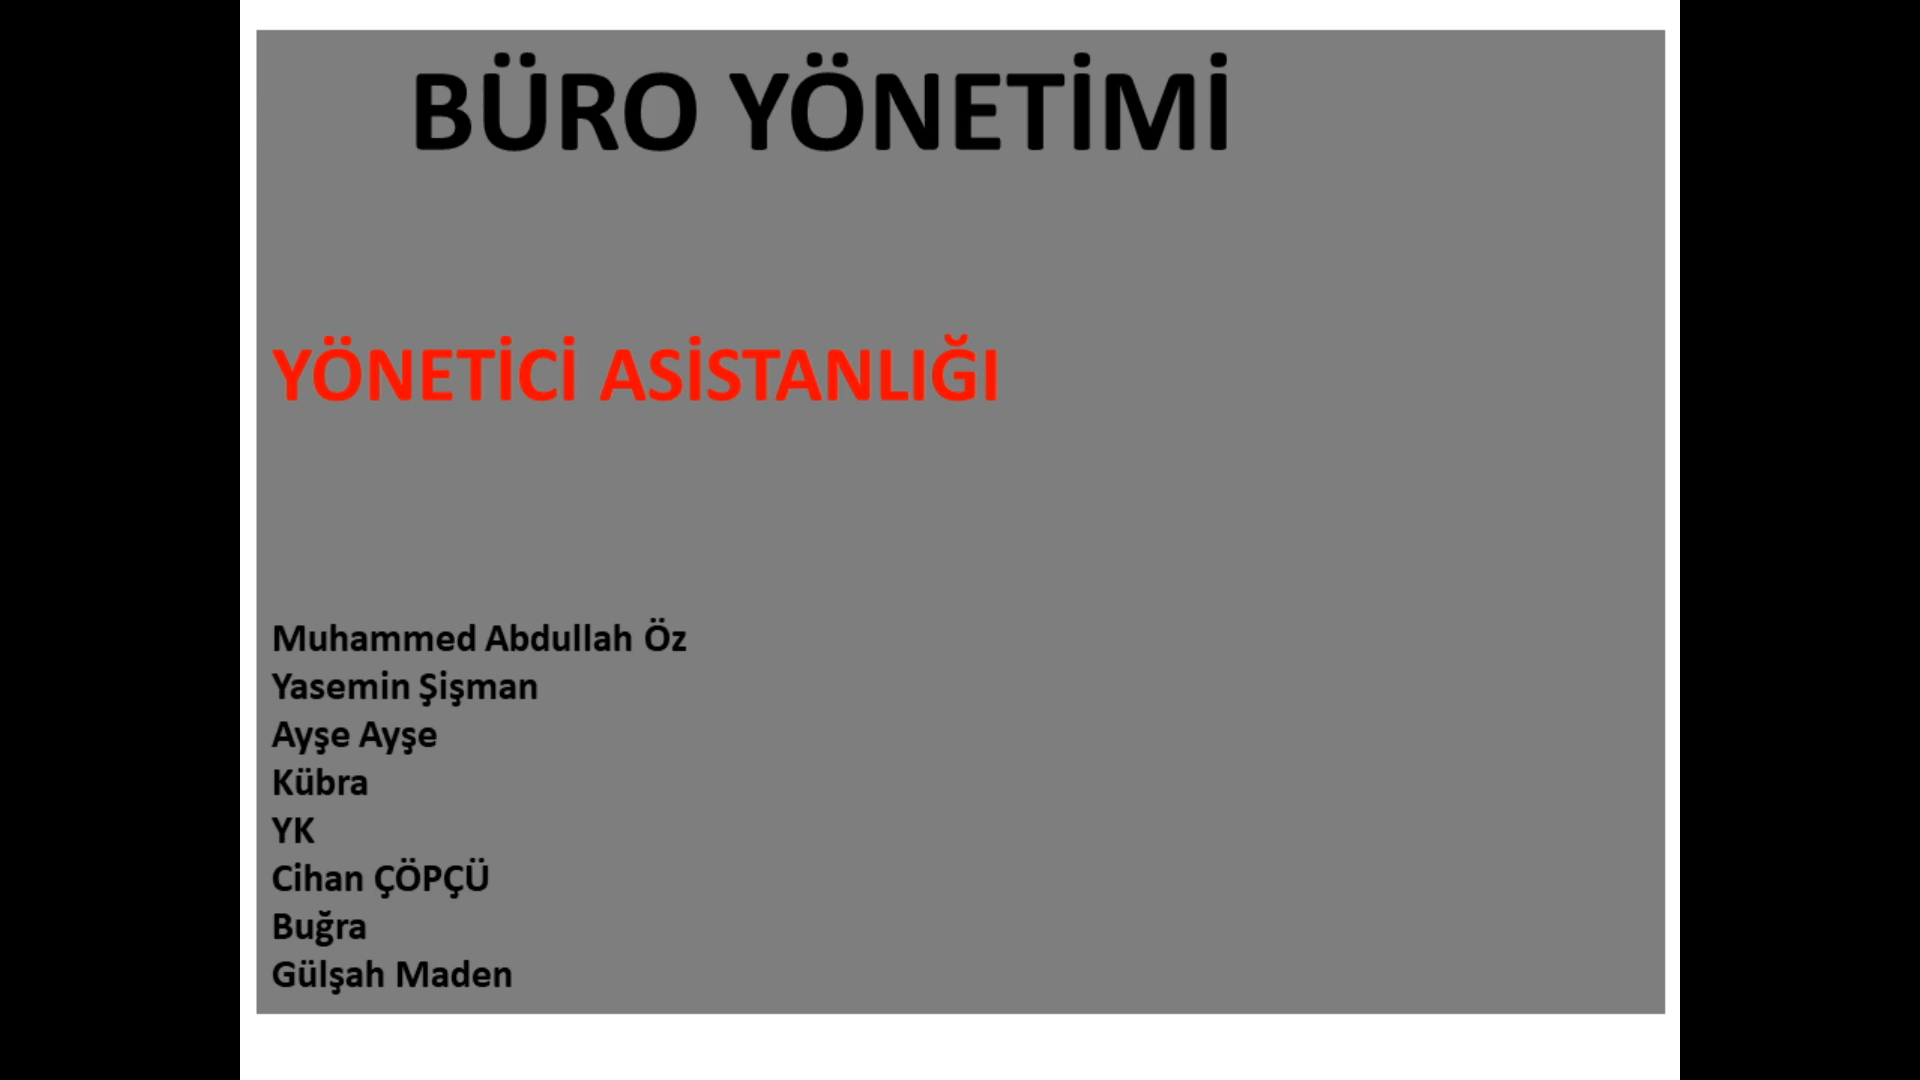 BÜRO YÖNETİMİ
YÖNETİCİ ASİSTANLIĞI
Muhammed Abdullah Öz
Yasemin Şişman
Ayşe Ayşe
Kübra
YK
Cihan ÇÖPÇÜ
Buğra
Gülşah Maden